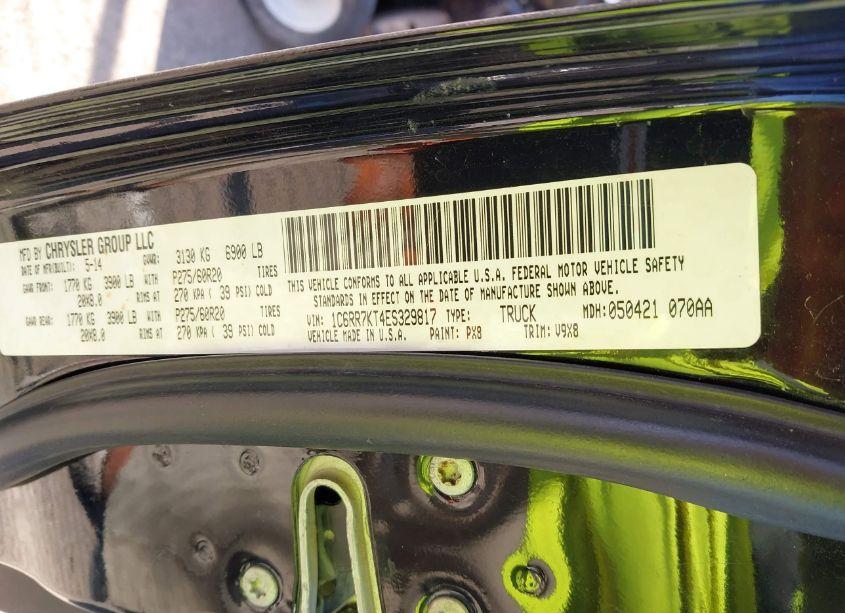 MFD BY CHRYSLER GROUP LLC
DATE OF MFR(BUILT): 5-14 GVWR: 3130 KG 6900 LB
GAWR FRONT: 1770 KG 3900 LB WITH P275/60R20 TIRES
20X8.0 RIMS AT 270 KPA ( 39 PSI) COLD
GAWR REAR: 1770 KG 3900 LB WITH P275/60R20 TIRES
20X8.0 RIMS AT 270 KPA ( 39 PSI) COLD
THIS VEHICLE CONFORMS TO ALL APPLICABLE U.S.A. FEDERAL MOTOR VEHICLE SAFETY
STANDARDS IN EFFECT ON THE DATE OF MANUFACTURE SHOWN ABOVE.
VIN: 1C6RR7KT4ES329817 TYPE: TRUCK MDH: 050421 070AA
VEHICLE MADE IN U.S.A. PAINT: PX8 TRIM: V9X8